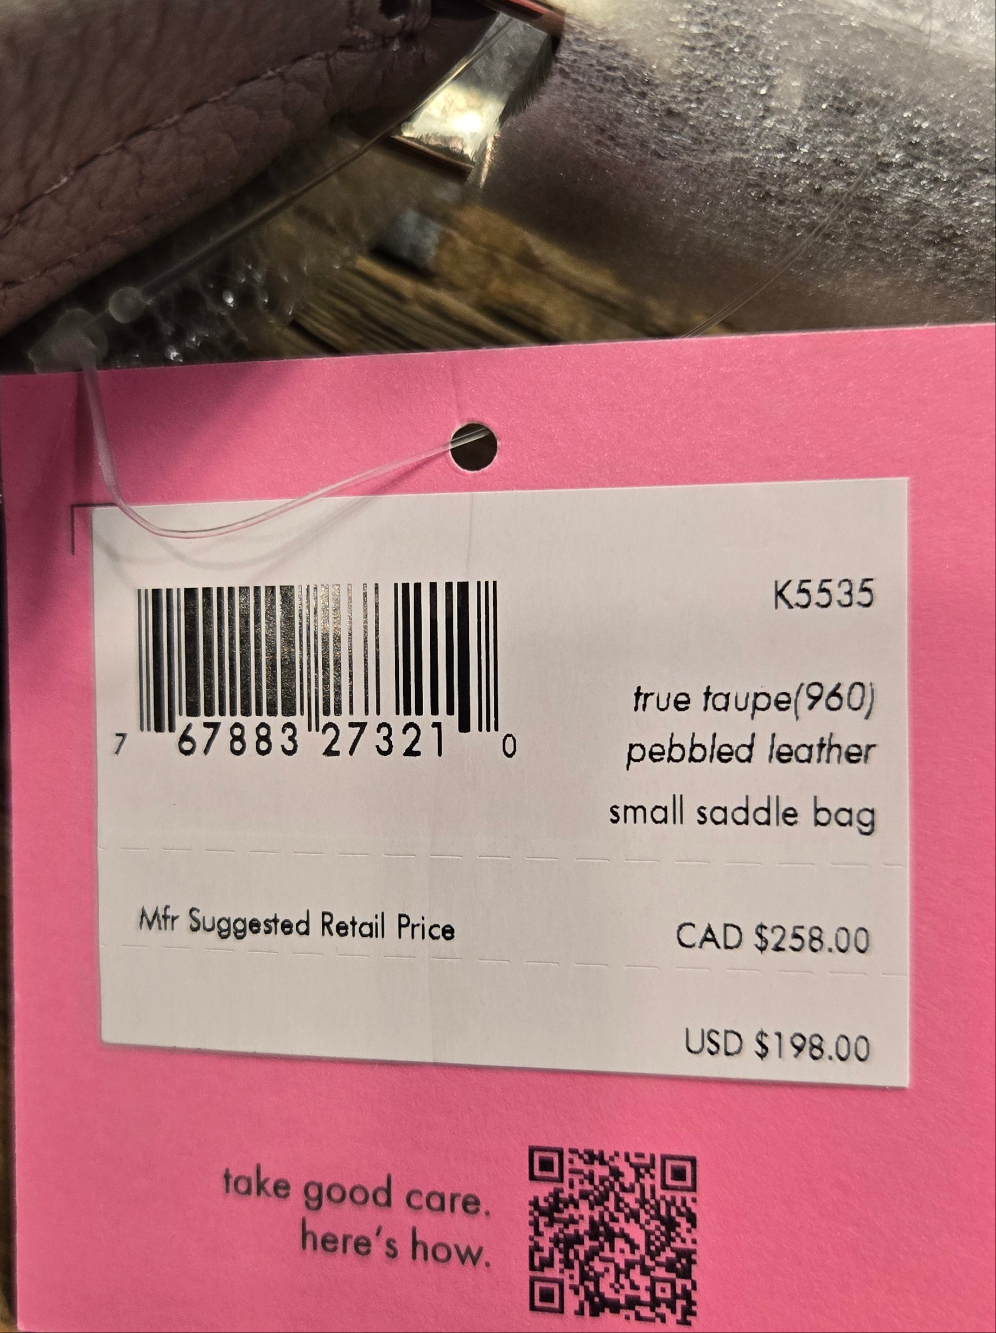 K5535
7 67883 27321 0
true taupe(960)
pebbled leather
small saddle bag
Mfr Suggested Retail Price CAD $258.00
USD $198.00
take good care.
here's how.